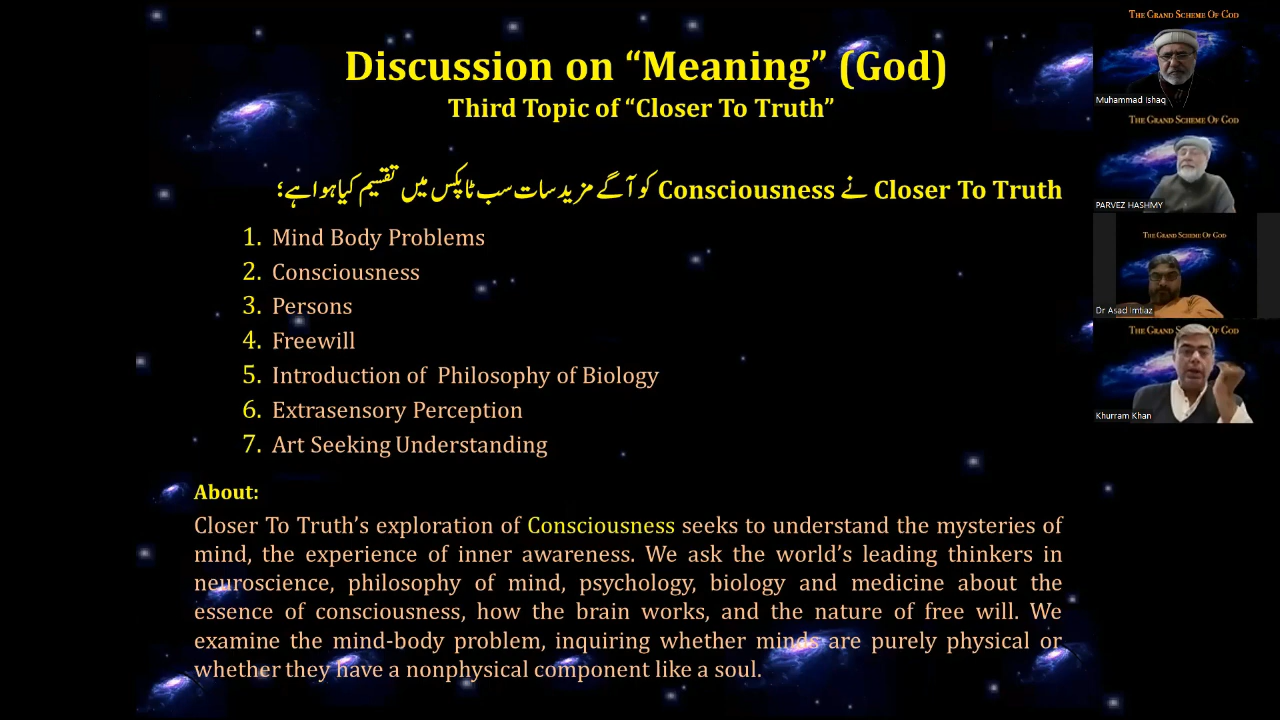 Discussion on “Meaning” (God)
Third Topic of “Closer To Truth”
Closer To Truth نے Consciousness کو آگے مزید سات سب ٹاپکس میں تقسیم کیا ہوا ہے؛
1. Mind Body Problems
2. Consciousness
3. Persons
4. Freewill
5. Introduction of Philosophy of Biology
6. Extrasensory Perception
7. Art Seeking Understanding
About:
Closer To Truth’s exploration of Consciousness seeks to understand the mysteries of
mind, the experience of inner awareness. We ask the world’s leading thinkers in
neuroscience, philosophy of mind, psychology, biology and medicine about the
essence of consciousness, how the brain works, and the nature of free will. We
examine the mind-body problem, inquiring whether minds are purely physical or
whether they have a nonphysical component like a soul.
The Grand Scheme Of God
Muhammad Ishaq
The Grand Scheme Of God
PARVEZ HASHMY
The Grand Scheme Of God
Dr Asad Imtiaz
The Grand Of God
Khurram Khan